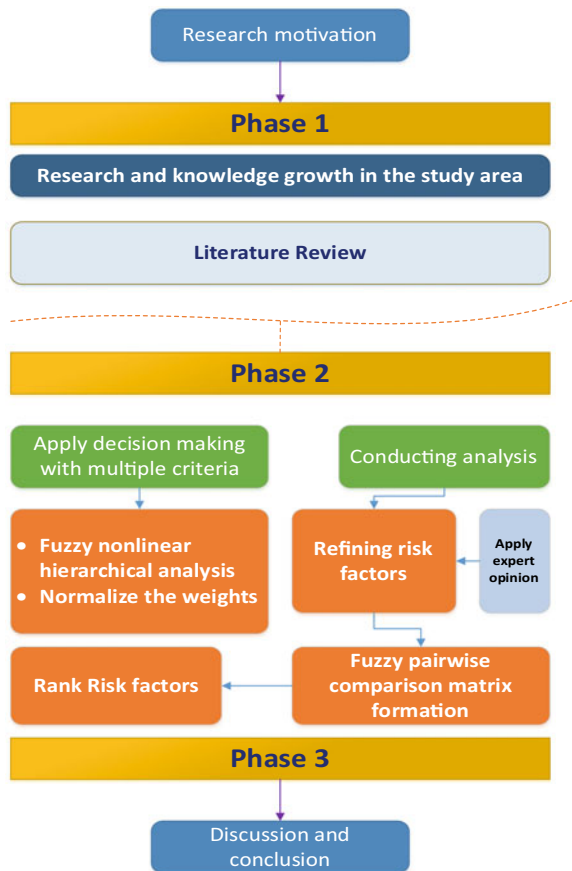 Research motivation
Phase 1
Research and knowledge growth in the study area
Literature Review
Phase 2
Apply decision making
with multiple criteria
Conducting analysis
• Fuzzy nonlinear
hierarchical analysis
• Normalize the weights
Refining risk
factors
Apply
expert
opinion
Rank Risk factors
Fuzzy pairwise
comparison matrix
formation
Phase 3
Discussion and
conclusion